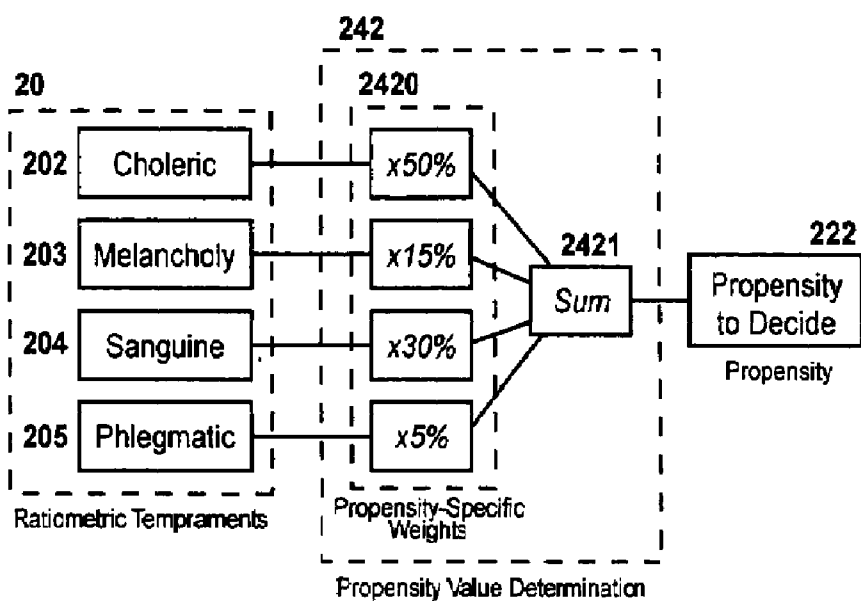 242
20
2420
202
Choleric
x50%
203
Melancholy
x15%
2421
222
Sum
Propensity
to Decide
Propensity
204
Sanguine
x30%
205
Phlegmatic
x5%
Ratiometric Tempraments
Propensity-Specific
Weights
Propensity Value Determination